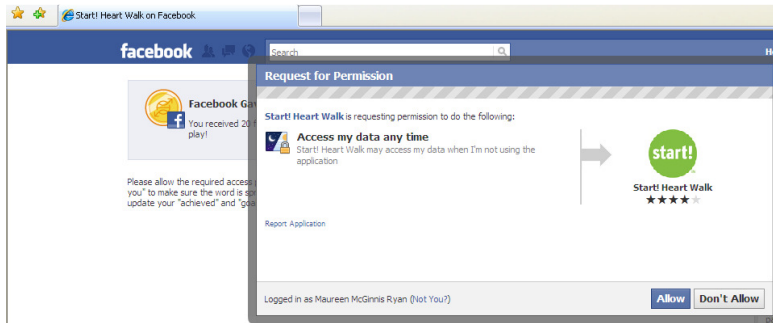 Start! Heart Walk on Facebook
facebook
Search
Request for Permission
Facebook
You received 20
play!
Start! Heart Walk is requesting permission to do the following:
Access my data any time
Start! Heart Walk may access my data when I'm not using the
application
start!
Start! Heart Walk
Please allow the required access
you" to make sure the word is
update your "achieved" and
Report Application
Logged in as Maureen McGinnis Ryan (Not You?)
Allow
Don't Allow